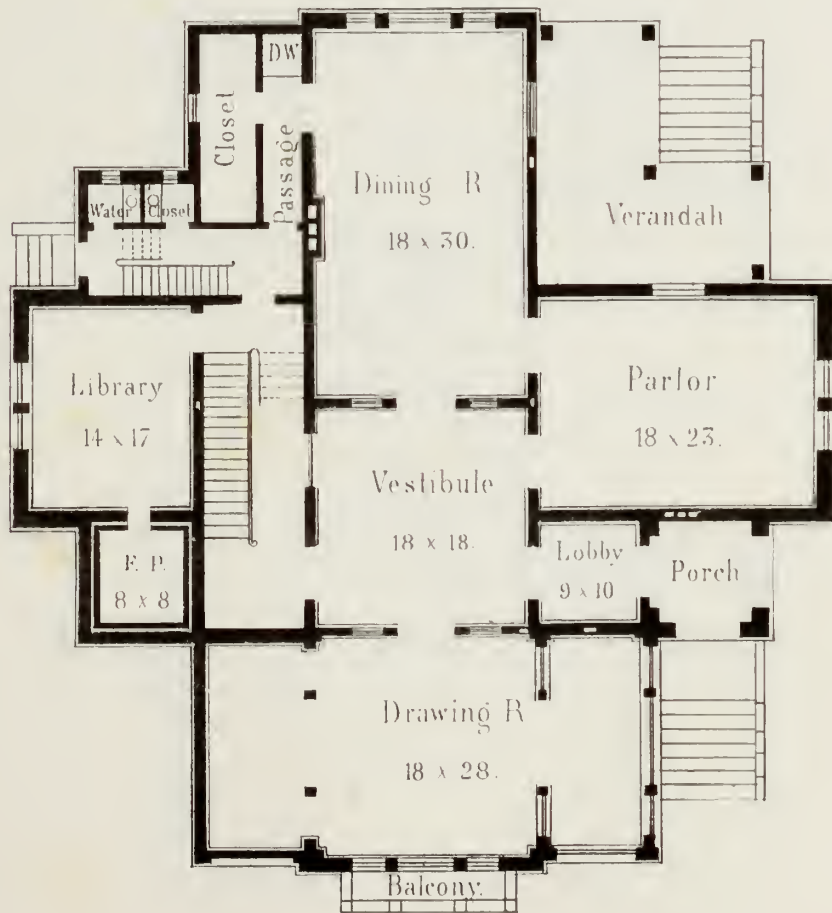 DW
Closet
Passage
Dining R
18 x 30.
Water Closet
Verandah
Library
14 x 17
Parlor
18 x 23.
Vestibule
18 x 18.
Lobby
9 x 10
Porch
F. P.
8 x 8
Drawing R
18 x 28.
Balcony.